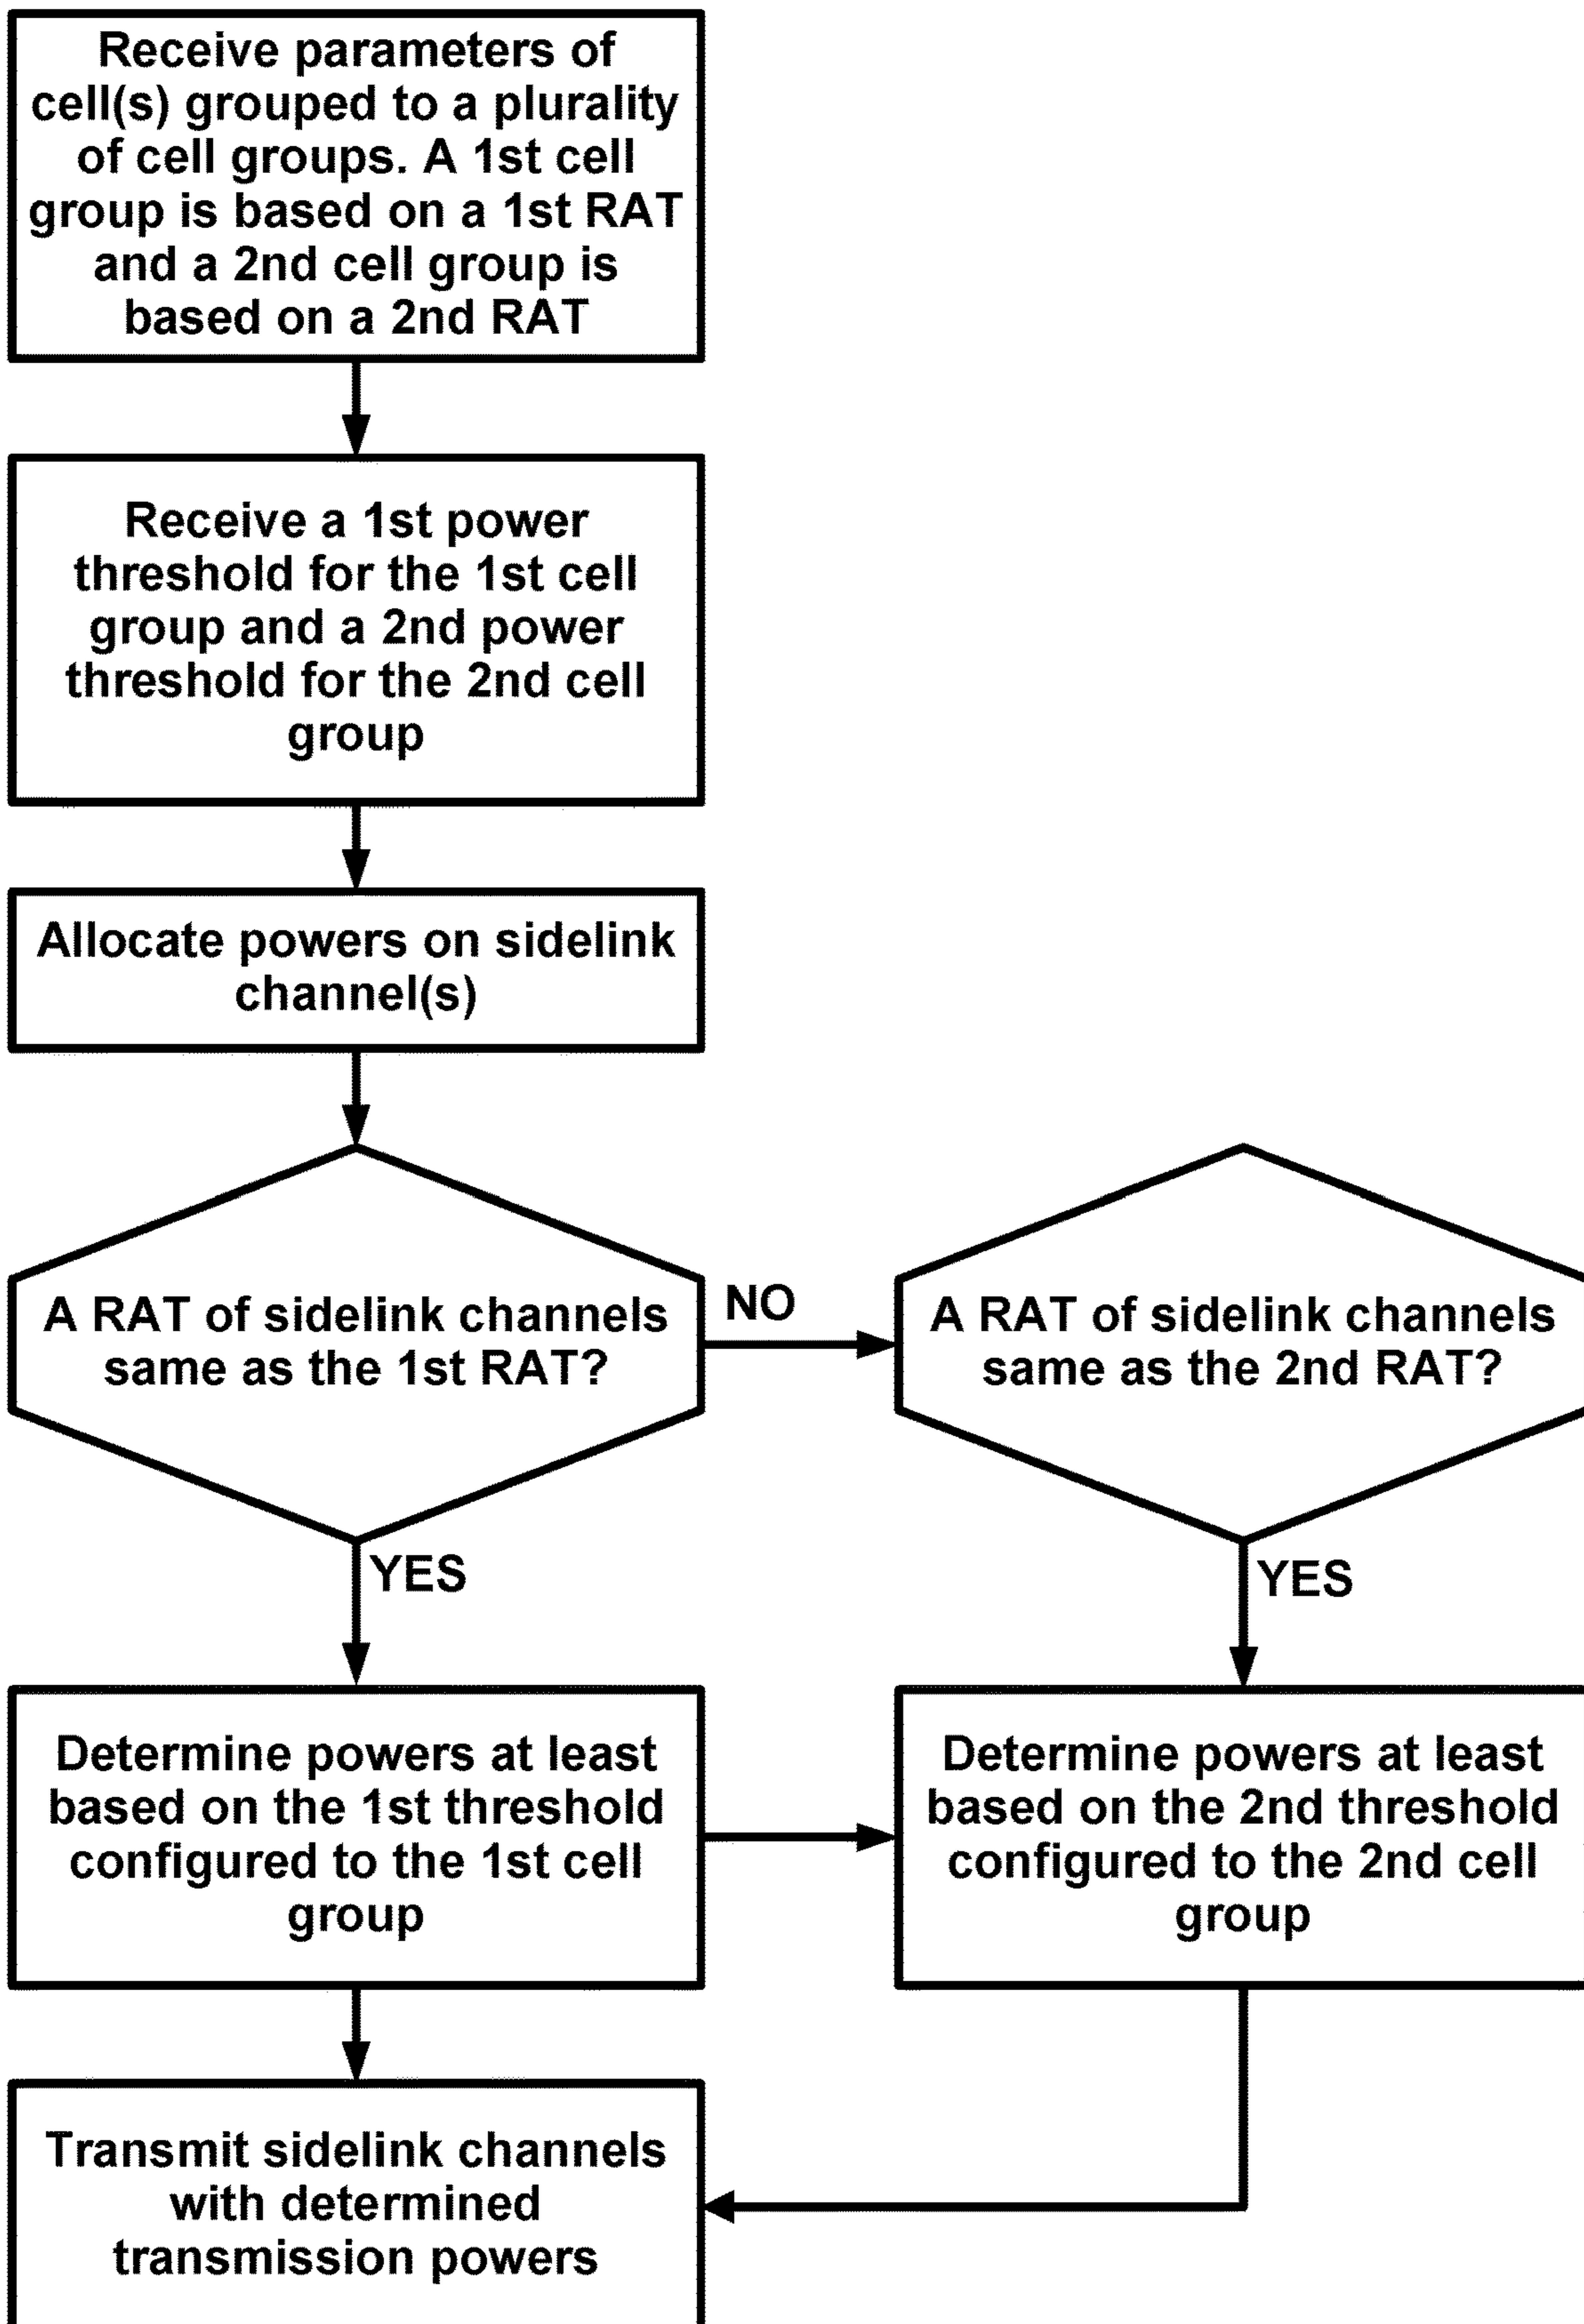 Receive parameters of
cell(s) grouped to a plurality
of cell groups. A 1st cell
group is based on a 1st RAT
and a 2nd cell group is
based on a 2nd RAT
Receive a 1st power
threshold for the 1st cell
group and a 2nd power
threshold for the 2nd cell
group
Allocate powers on sidelink
channel(s)
A RAT of sidelink channels
same as the 1st RAT?
NO
A RAT of sidelink channels
same as the 2nd RAT?
YES
YES
Determine powers at least
based on the 1st threshold
configured to the 1st cell
group
Determine powers at least
based on the 2nd threshold
configured to the 2nd cell
group
Transmit sidelink channels
with determined
transmission powers